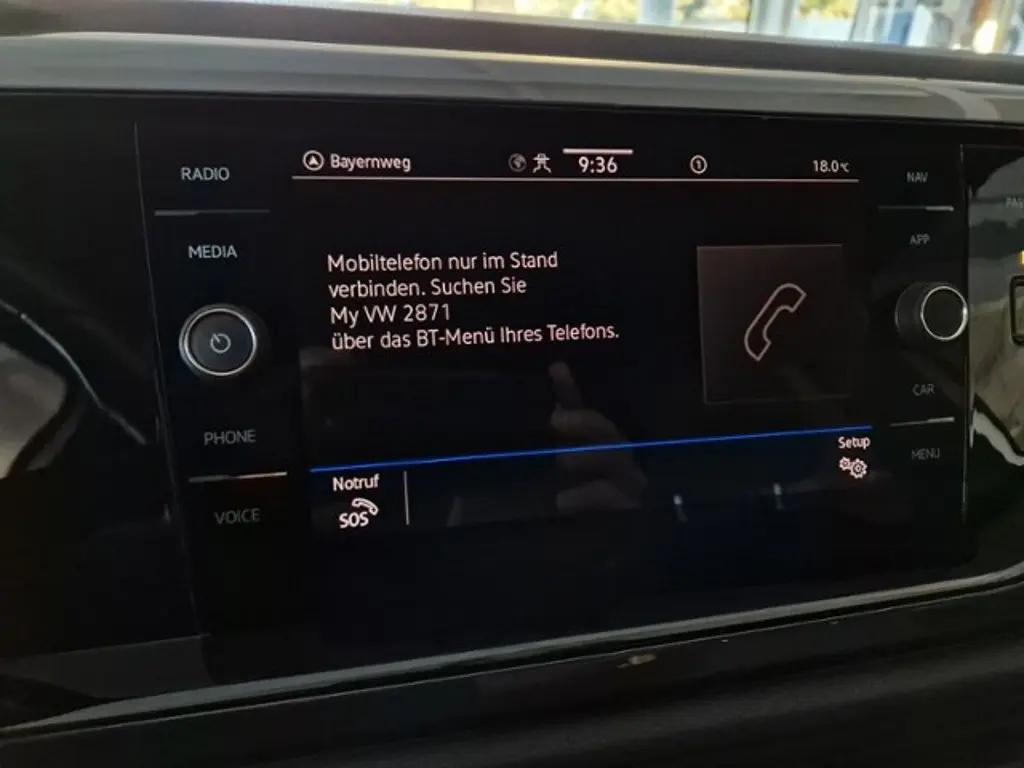 RADIO
MEDIA
PHONE
VOICE
Bayernweg
9:36
1
18.0°C
Mobiltelefon nur im Stand
verbinden. Suchen Sie
My VW 2871
über das BT-Menü Ihres Telefons.
Notruf
SOS
Setup
NAV
APP
CAR
MENU